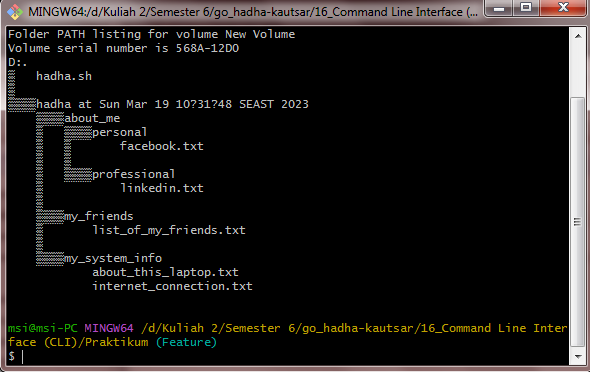 MINGW64:/d/Kuliah 2/Semester 6/go_hadha-kautsar/16_Command Line Interface (...
Folder PATH listing for volume New Volume
Volume serial number is 568A-12D0
D:.
hadha.sh
hadha at Sun Mar 19 10?31?48 SEAST 2023
about_me
personal
facebook.txt
professional
linkedin.txt
my_friends
list_of_my_friends.txt
my_system_info
about_this_laptop.txt
internet_connection.txt
msi@msi-PC MINGW64 /d/Kuliah 2/Semester 6/go_hadha-kautsar/16_Command Line Inter
face (CLI)/Praktikum (Feature)
$